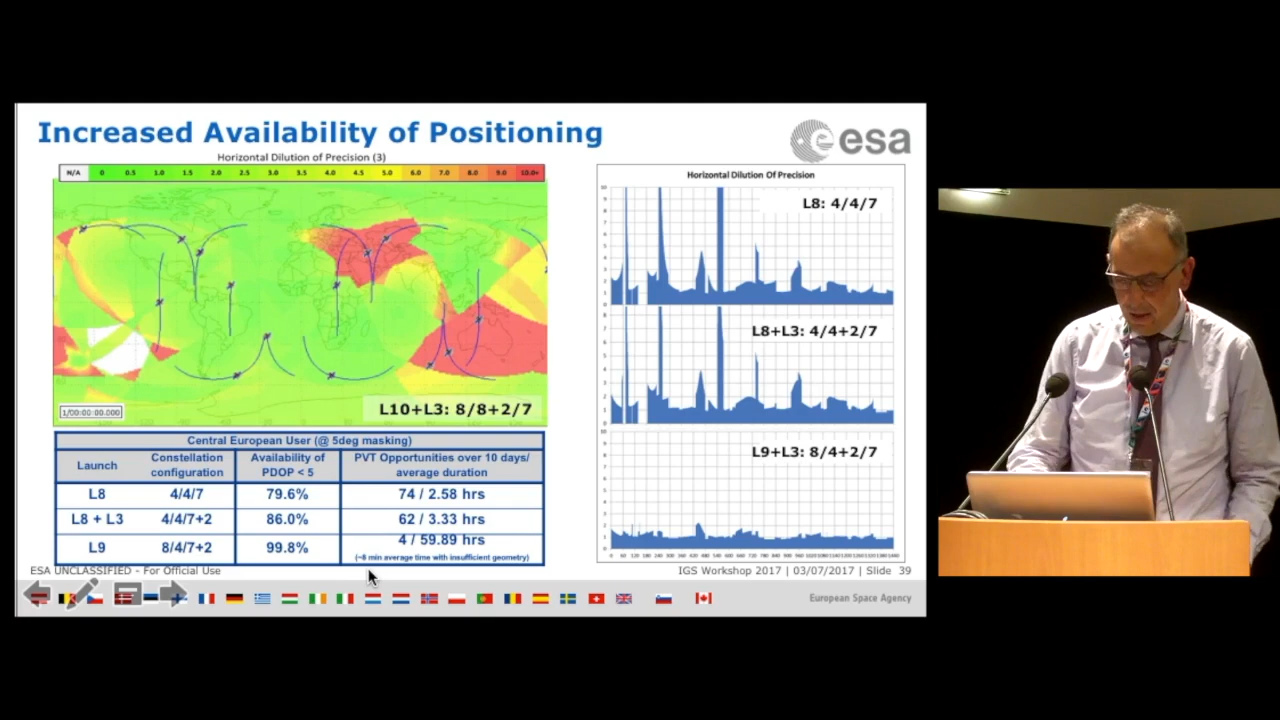 Increased Availability of Positioning
esa
Horizontal Dilution of Precision (3)
N/A 0 0.5 1.0 1.5 2.0 2.5 3.0 3.5 4.0 4.5 5.0 6.0 7.0 8.0 9.0 10.0+
1/00:00:00.000
L10+L3: 8/8+2/7
Horizontal Dilution Of Precision
L8: 4/4/7
L8+L3: 4/4+2/7
L9+L3: 8/4+2/7
Central European User (@ 5deg masking)
Launch Constellation configuration Availability of PDOP < 5 PVT Opportunities over 10 days/ average duration
L8 4/4/7 79.6% 74 / 2.58 hrs
L8 + L3 4/4/7+2 86.0% 62 / 3.33 hrs
L9 8/4/7+2 99.8% 4 / 59.89 hrs
(~8 min average time with insufficient geometry)
ESA UNCLASSIFIED - For Official Use
IGS Workshop 2017 | 03/07/2017 | Slide 39
European Space Agency